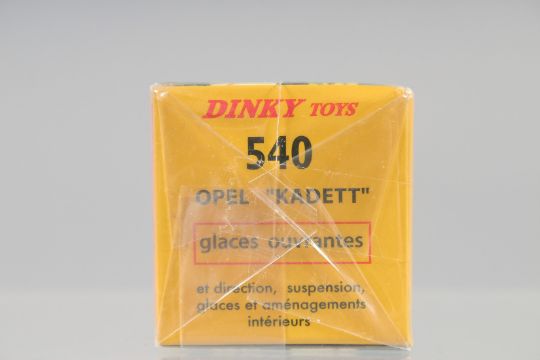 DINKY TOYS
540
OPEL "KADETT"
glaces ouvrantes
et direction, suspension,
glaces et aménagements
intérieurs